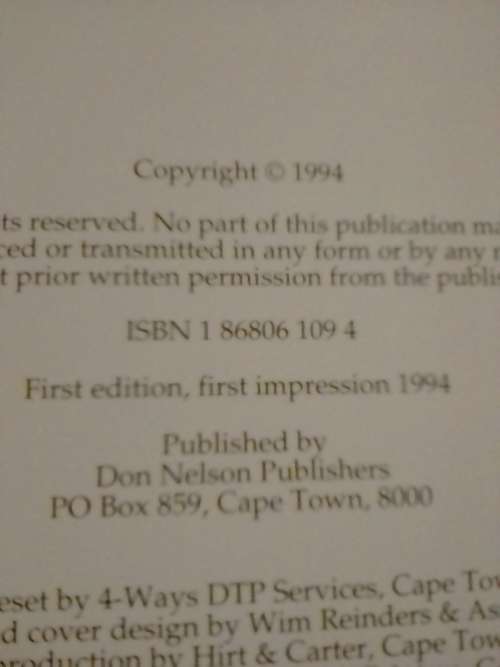 Copyright © 1994
ts reserved. No part of this publication ma
ced or transmitted in any form or by any
t prior written permission from the publis
ISBN 1 86806 109 4
First edition, first impression 1994
Published by
Don Nelson Publishers
PO Box 859, Cape Town, 8000
eset by 4-Ways DTP Services, Cape Tow
d cover design by Wim Reinders & As
production by Hirt & Carter, Cape Tow